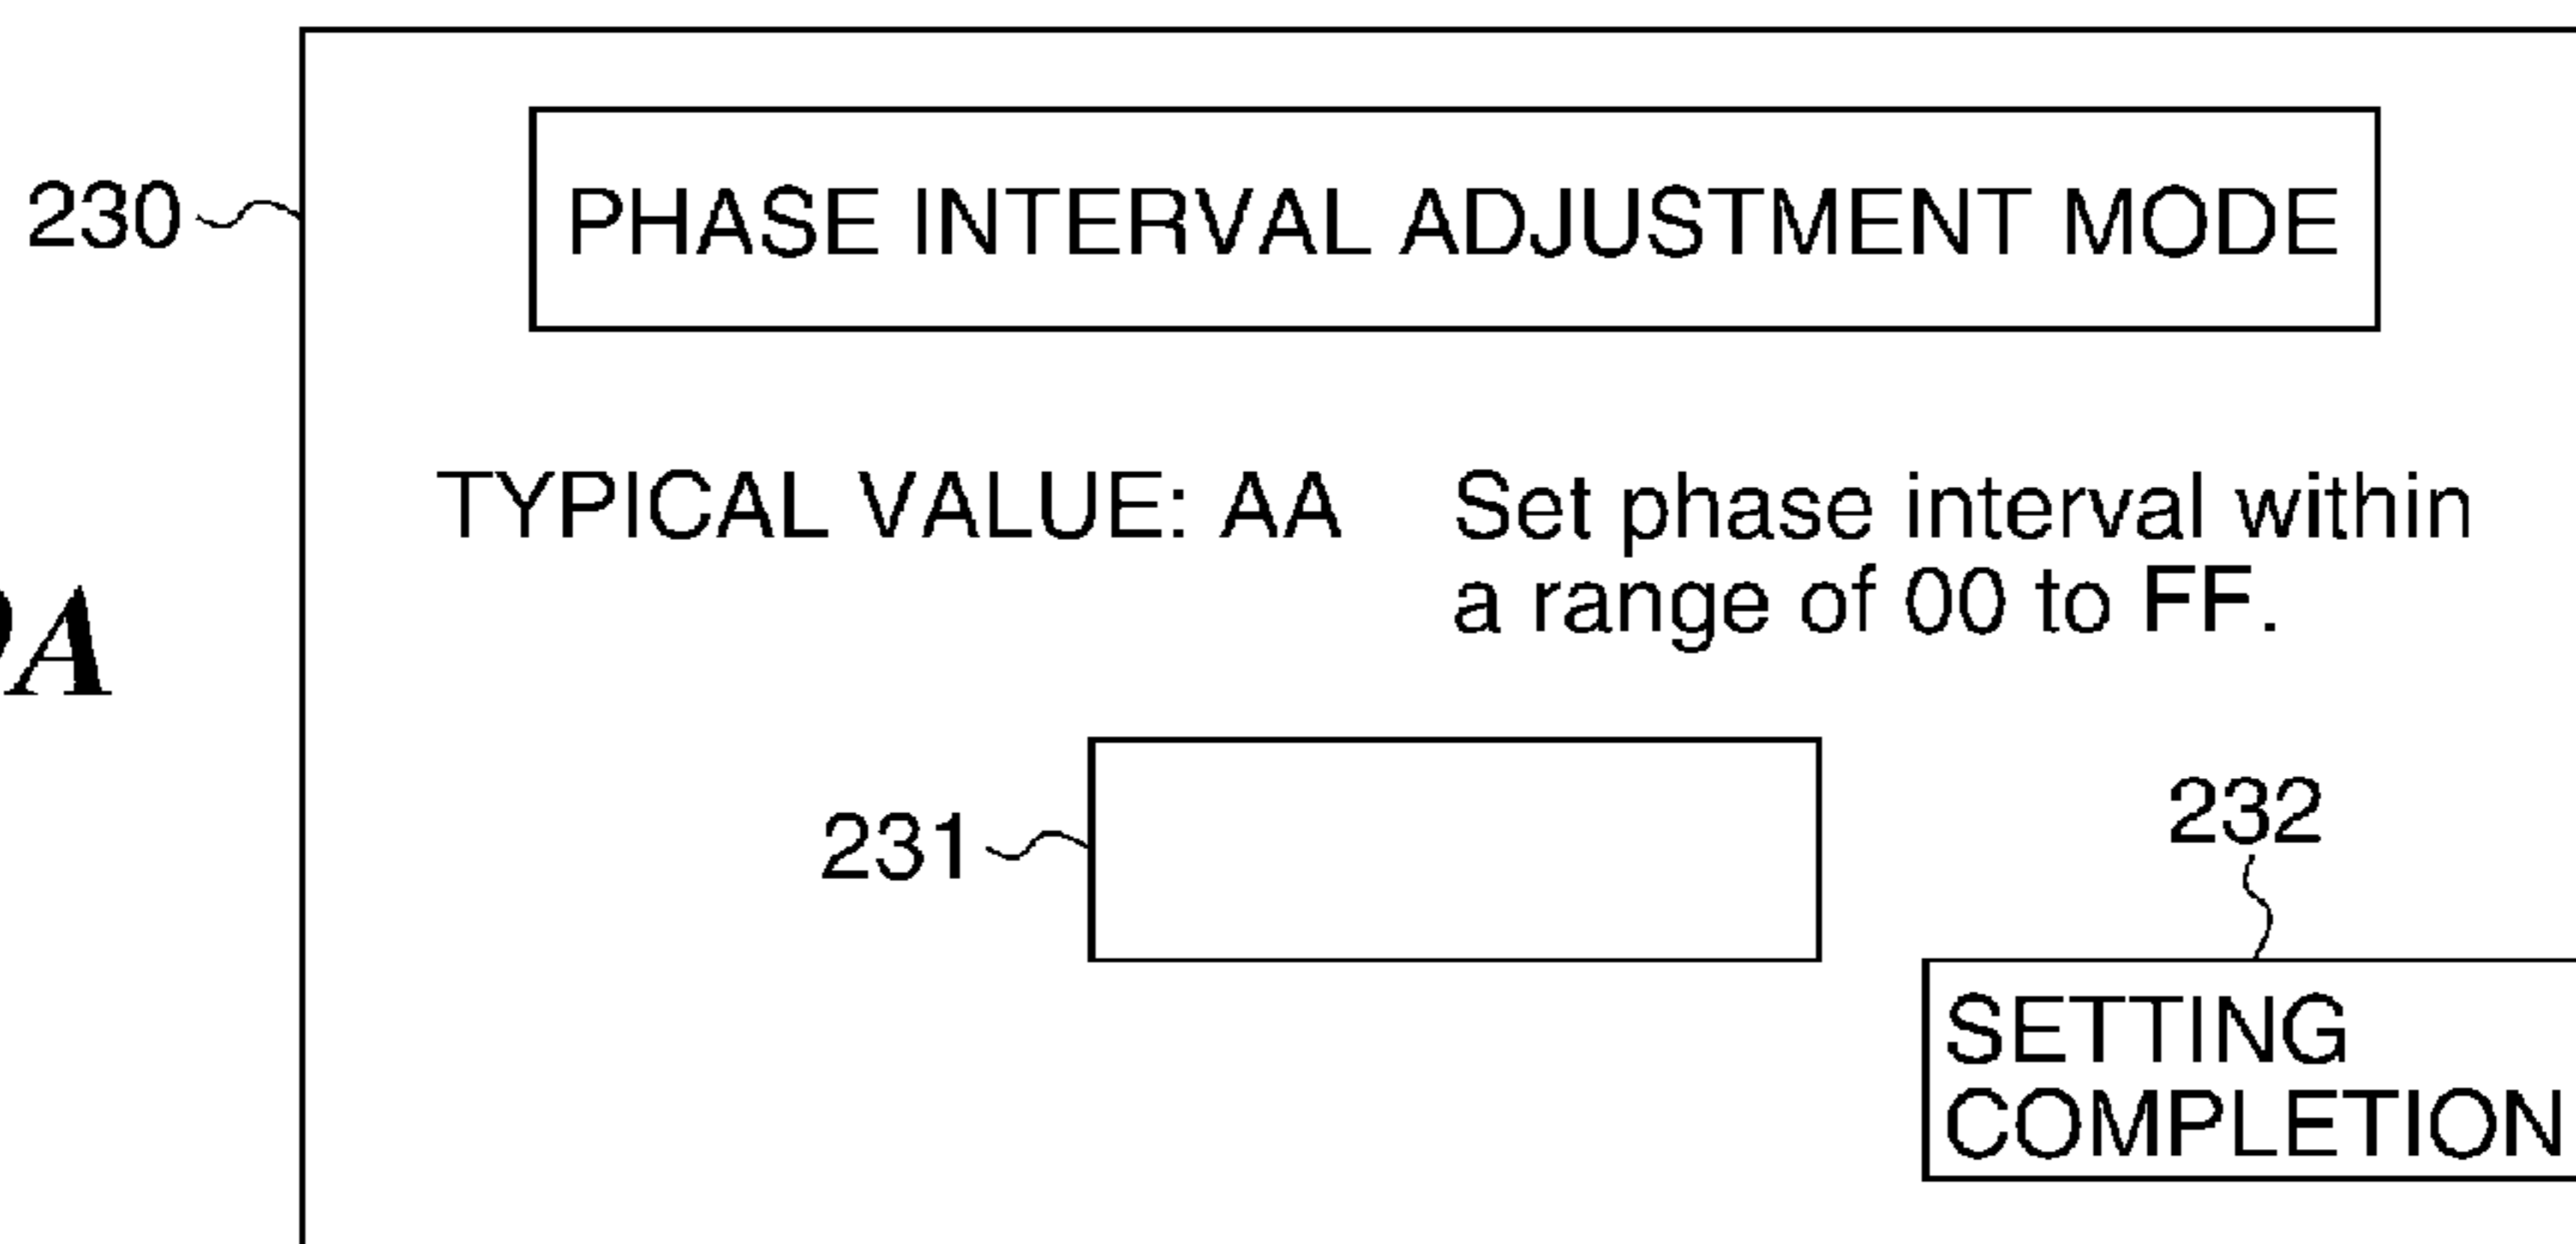 230
PHASE INTERVAL ADJUSTMENT MODE
TYPICAL VALUE: AA
Set phase interval within
a range of 00 to FF.
A
231
232
SETTING
COMPLETION